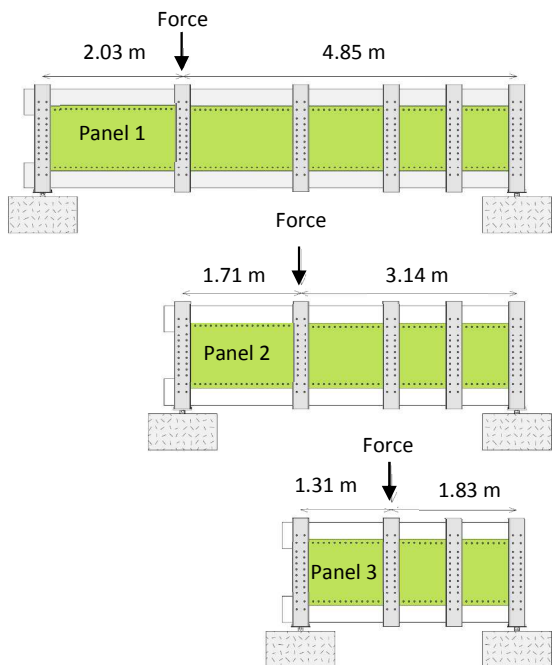 Force
2.03 m 4.85 m
Panel 1
Force
1.71 m 3.14 m
Panel 2
Force
1.31 m 1.83 m
Panel 3